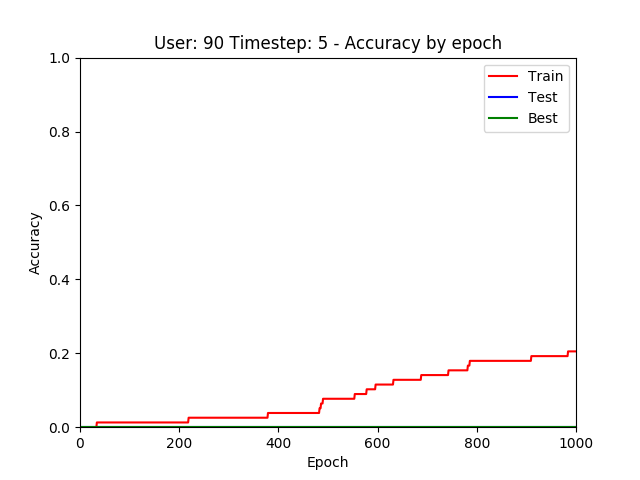 User: 90 Timestep: 5 - Accuracy by epoch
1.0
0.8
0.6
0.4
0.2
0.0
Accuracy
Train
Test
Best
0 200 400 600 800 1000
Epoch